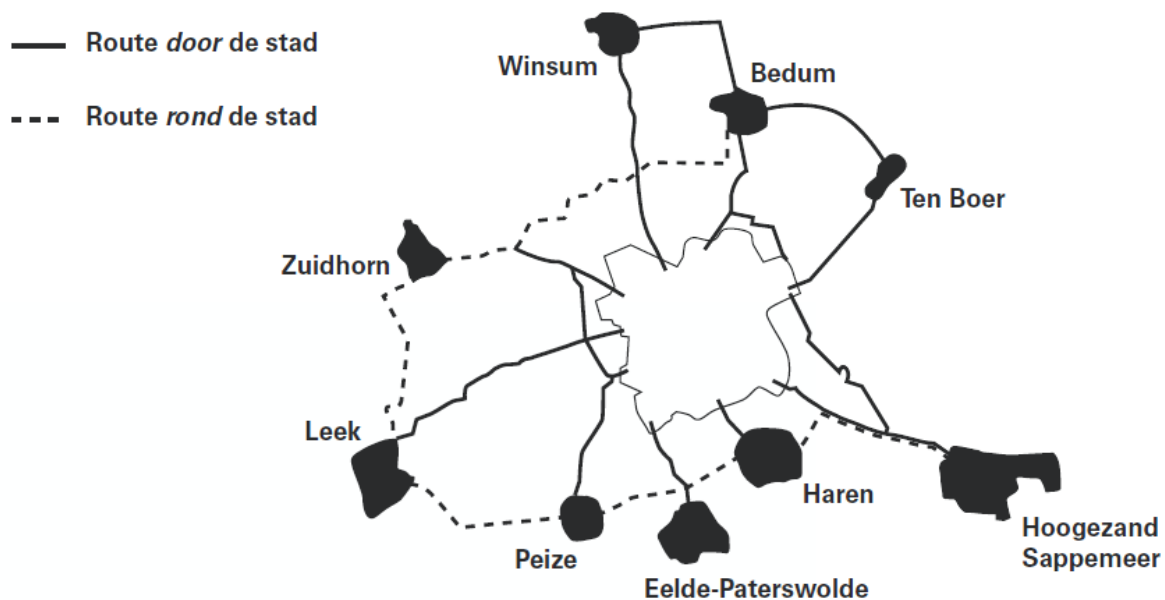 Route door de stad
Route rond de stad
Winsum
Bedum
Ten Boer
Zuidhorn
Leek
Haren
Peize
Eelde-Paterswolde
Hoogezand
Sappemeer